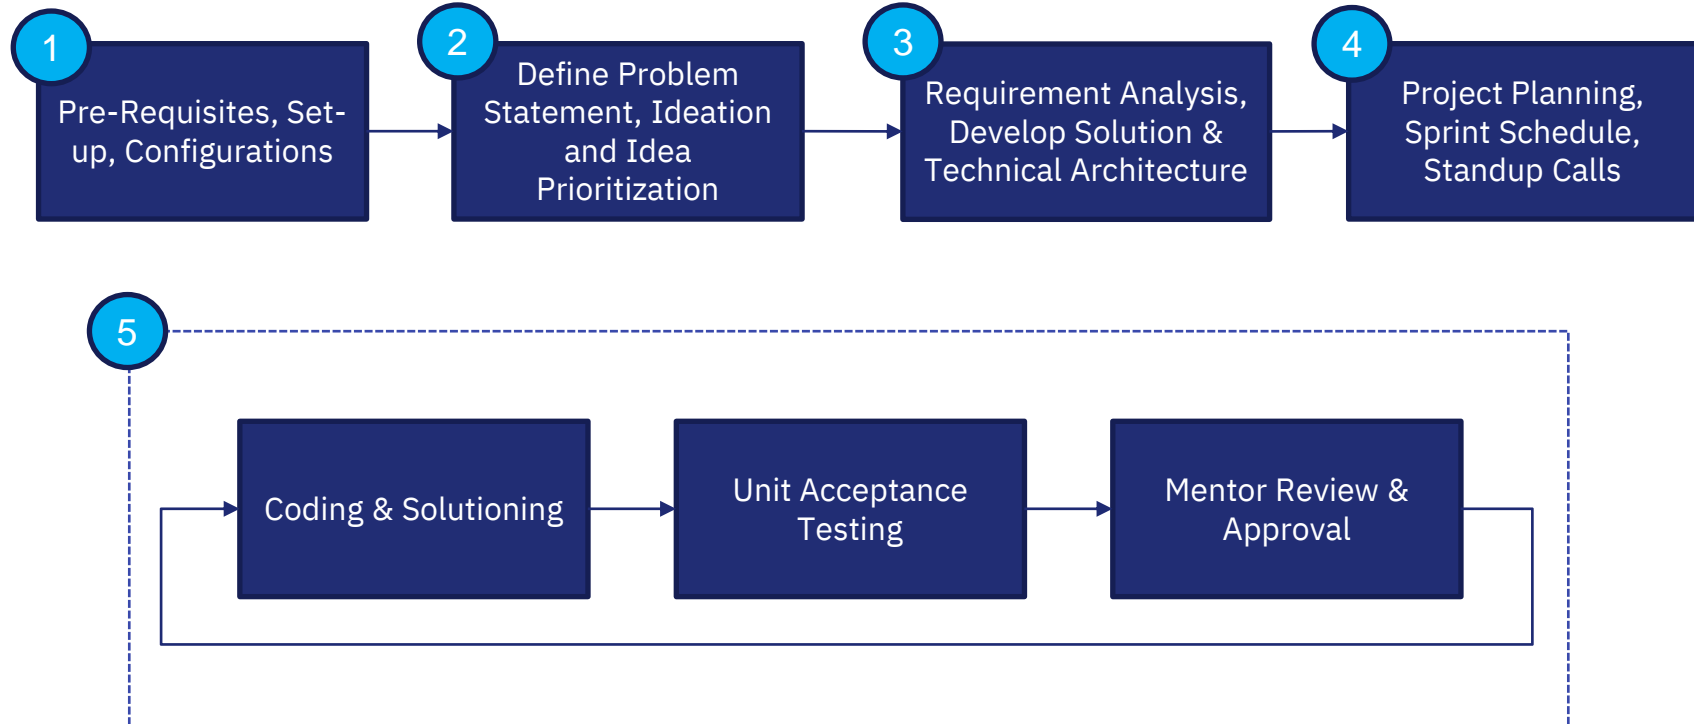 1
Pre-Requisites, Set-
up, Configurations
2
Define Problem
Statement, Ideation
and Idea
Prioritization
3
Requirement Analysis,
Develop Solution &
Technical Architecture
4
Project Planning,
Sprint Schedule,
Standup Calls
5
Coding & Solutioning
Unit Acceptance
Testing
Mentor Review &
Approval